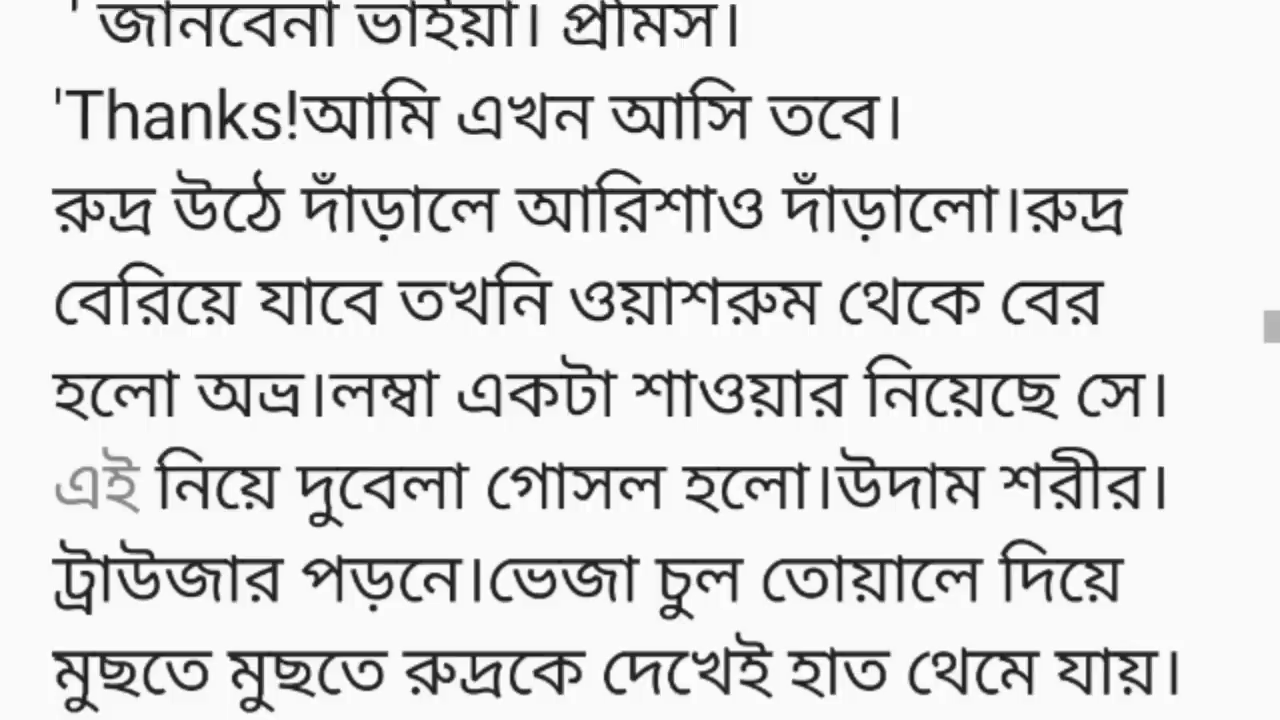 ' জানবেনা ভাইয়া। প্রমিস।
'Thanks!আমি এখন আসি তবে।
রুদ্র উঠে দাঁড়ালে আরিশাও দাঁড়ালো।রুদ্র
বেরিয়ে যাবে তখনি ওয়াশরুম থেকে বের
হলো অভ্র।লম্বা একটা শাওয়ার নিয়েছে সে।
এই নিয়ে দুবেলা গোসল হলো।উদাম শরীর।
ট্রাউজার পড়নে।ভেজা চুল তোয়ালে দিয়ে
মুছতে মুছতে রুদ্রকে দেখেই হাত থেমে যায়।